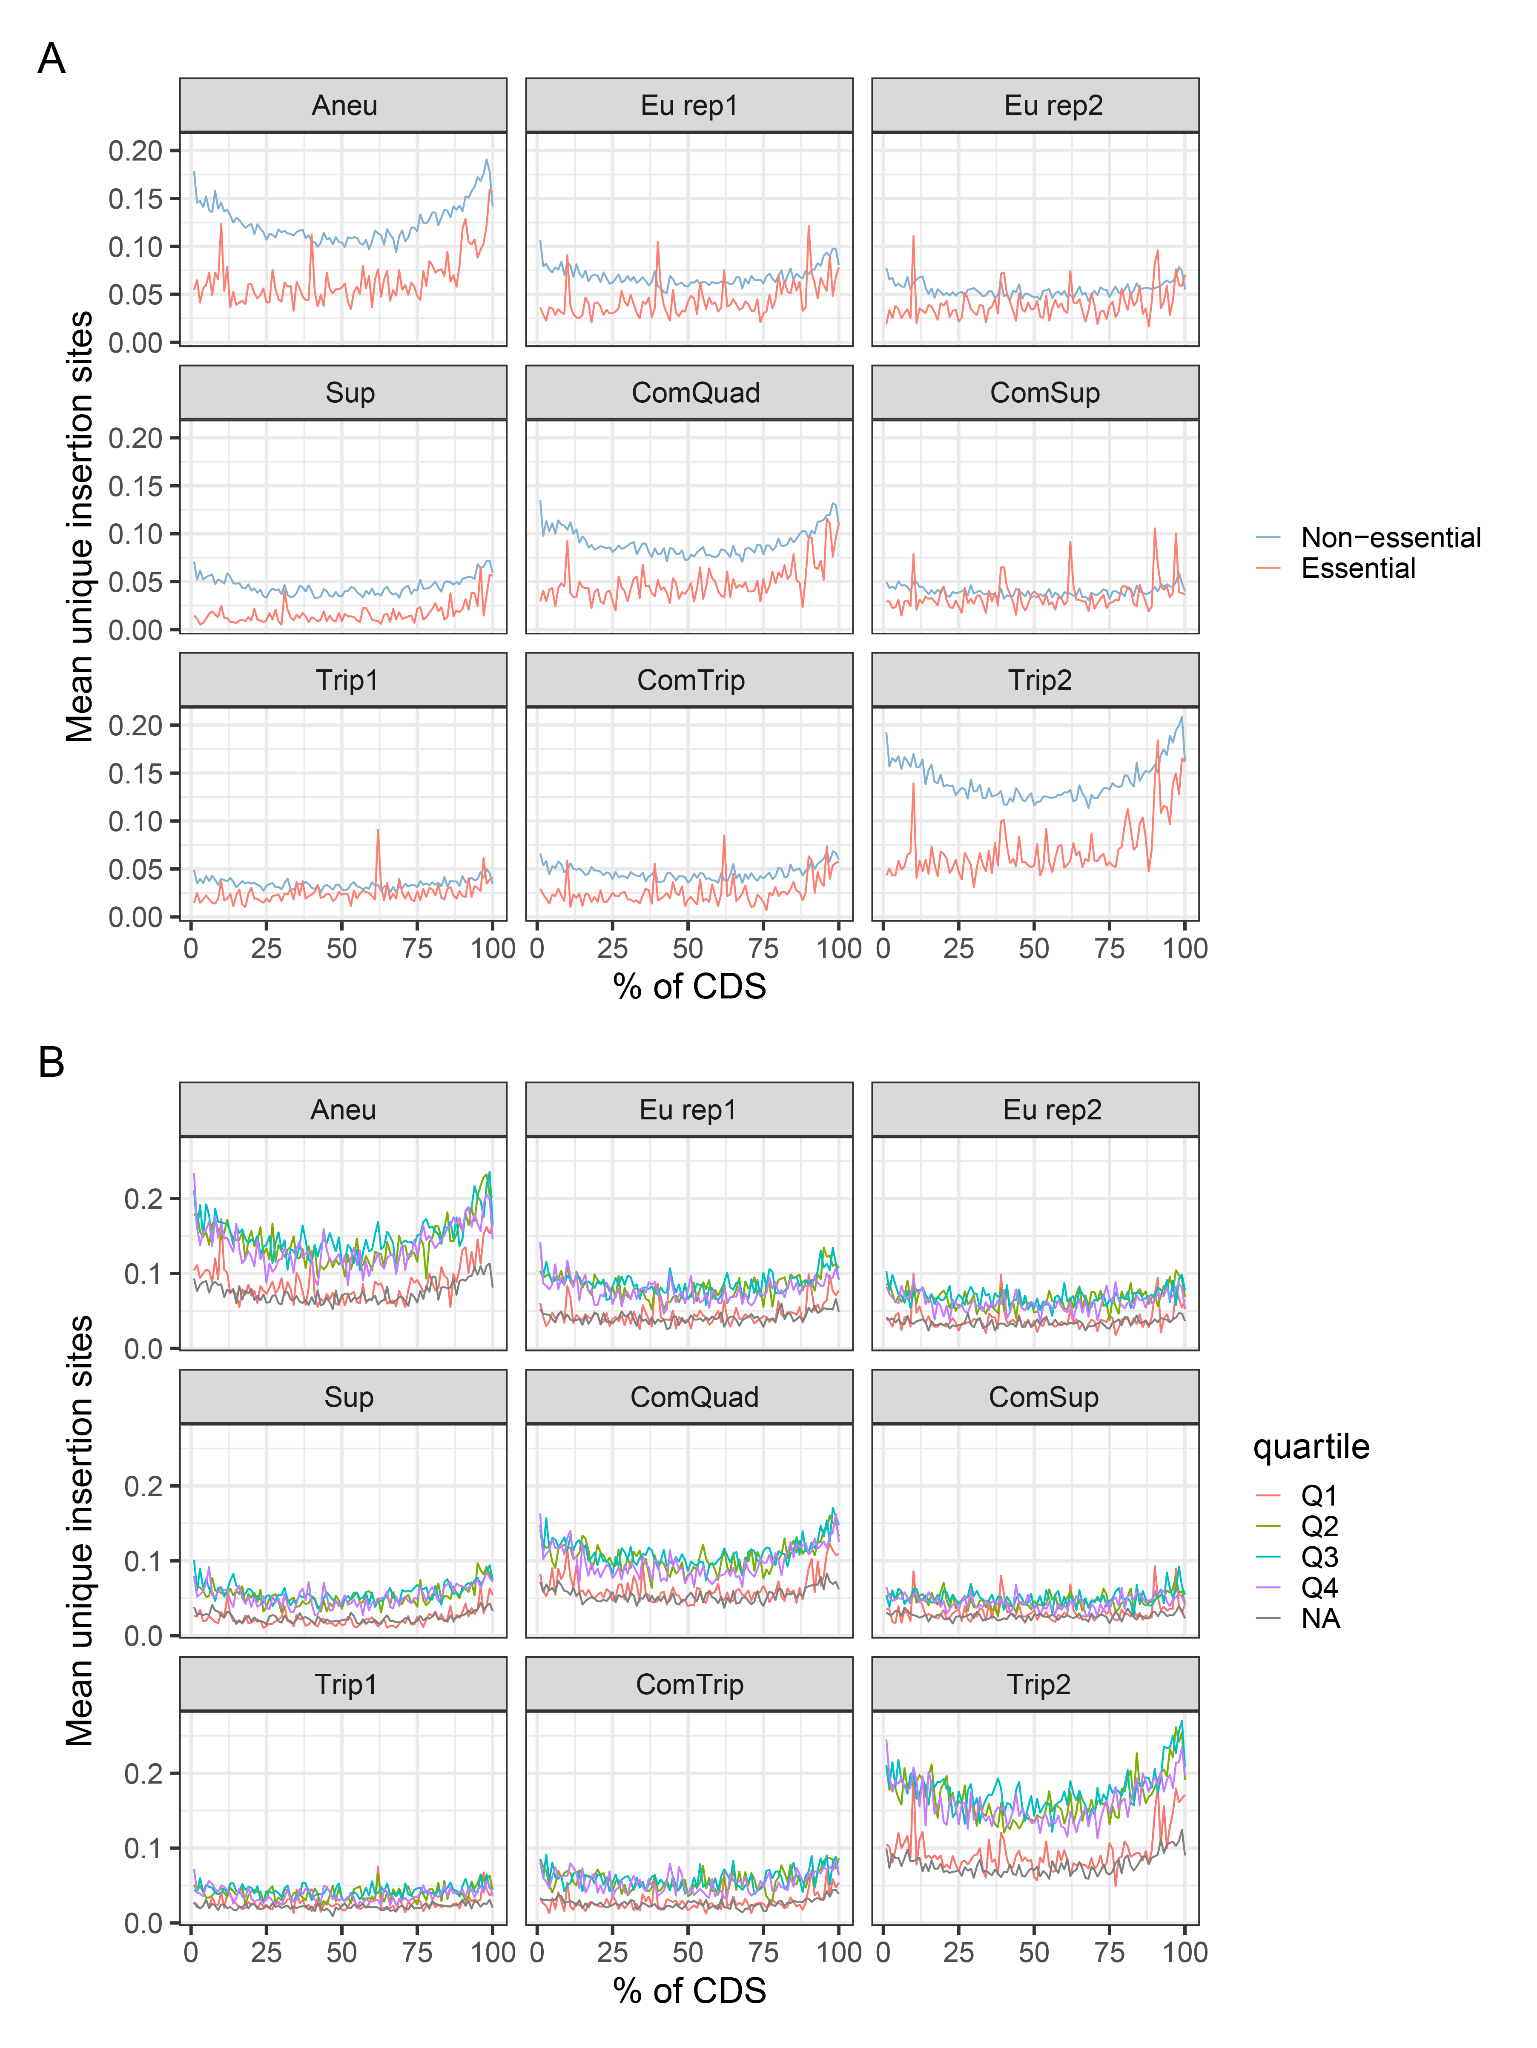 A
Aneu Eu rep1 Eu rep2
0.20
0.15
0.10
0.05
0.00
Sup ComQuad ComSup
0.20
0.15
0.10
0.05
0.00
Trip1 ComTrip Trip2
0.20
0.15
0.10
0.05
0.00
0 25 50 75 100 0 25 50 75 100 0 25 50 75 100
% of CDS
Mean unique insertion sites
Non−essential
Essential
B
Aneu Eu rep1 Eu rep2
0.2
0.1
0.0
Sup ComQuad ComSup
0.2
0.1
0.0
Trip1 ComTrip Trip2
0.2
0.1
0.0
0 25 50 75 100 0 25 50 75 100 0 25 50 75 100
% of CDS
Mean unique insertion sites
quartile
Q1
Q2
Q3
Q4
NA